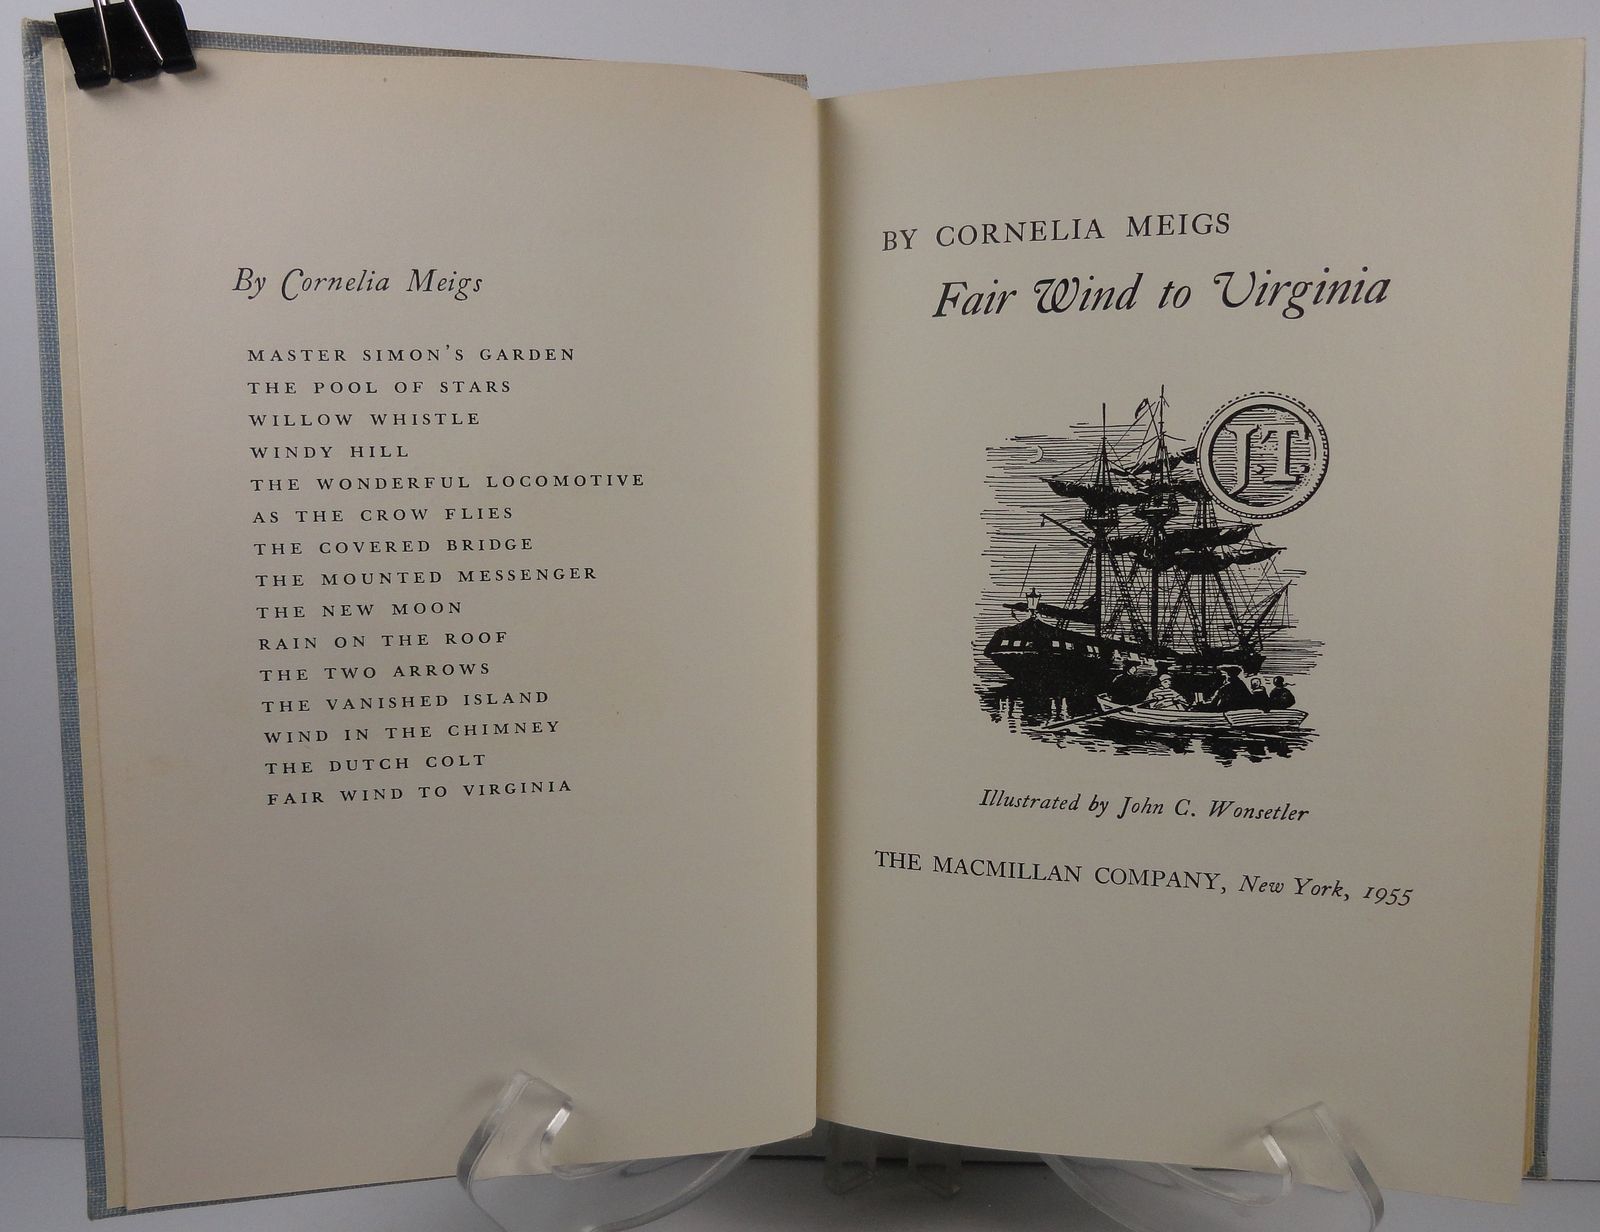 By Cornelia Meigs
MASTER SIMON'S GARDEN
THE POOL OF STARS
WILLOW WHISTLE
WINDY HILL
THE WONDERFUL LOCOMOTIVE
AS THE CROW FLIES
THE COVERED BRIDGE
THE MOUNTED MESSENGER
THE NEW MOON
RAIN ON THE ROOF
THE TWO ARROWS
THE VANISHED ISLAND
WIND IN THE CHIMNEY
THE DUTCH COLT
FAIR WIND TO VIRGINIA
BY CORNELIA MEIGS
Fair Wind to Virginia
J.T.
Illustrated by John C. Wonsetler
THE MACMILLAN COMPANY, New York, 1955